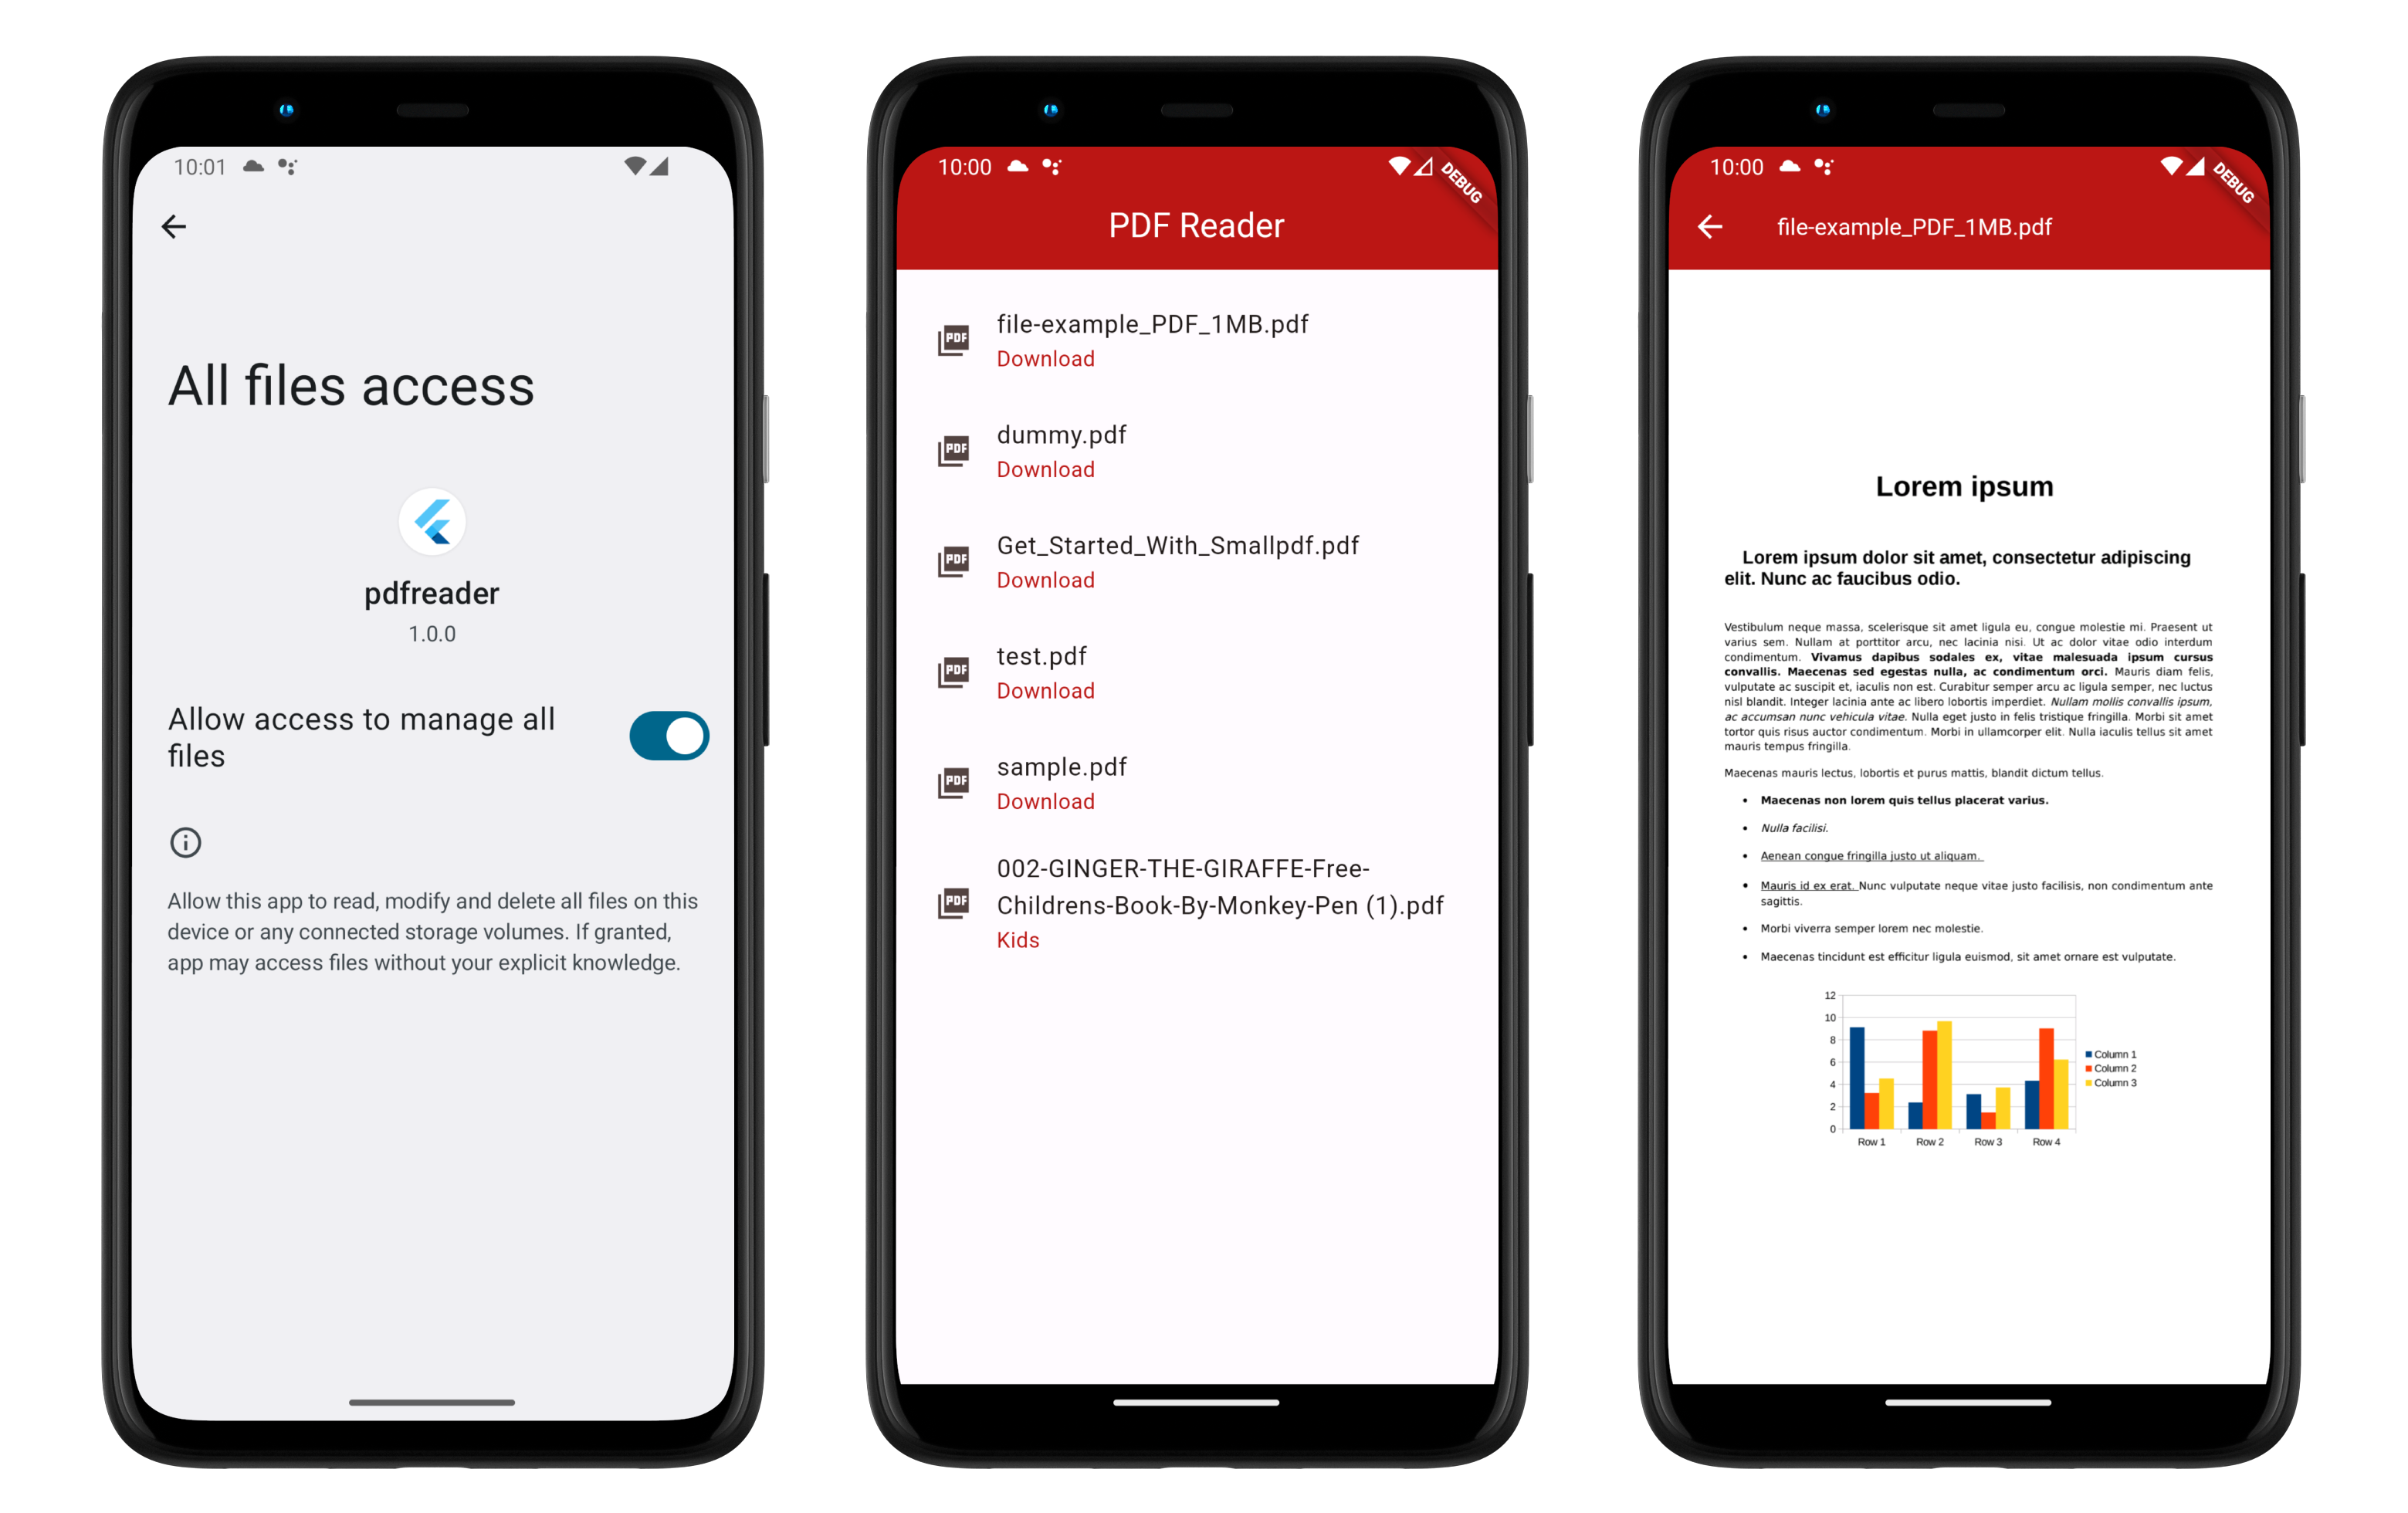 10:01
All files access
pdfreader
1.0.0
Allow access to manage all
files
Allow this app to read, modify and delete all files on this
device or any connected storage volumes. If granted,
app may access files without your explicit knowledge.
10:00
DEBUG
PDF Reader
PDF
file-example_PDF_1MB.pdf
Download
PDF
dummy.pdf
Download
PDF
Get_Started_With_Smallpdf.pdf
Download
PDF
test.pdf
Download
PDF
sample.pdf
Download
PDF
002-GINGER-THE-GIRAFFE-Free-
Childrens-Book-By-Monkey-Pen (1).pdf
Kids
10:00
DEBUG
file-example_PDF_1MB.pdf
Lorem ipsum
Lorem ipsum dolor sit amet, consectetur adipiscing
elit. Nunc ac faucibus odio.
Vestibulum neque massa, scelerisque sit amet ligula eu, congue molestie mi. Praesent ut
varius sem. Nullam at porttitor arcu, nec lacinia nisi. Ut ac dolor vitae odio interdum
condimentum. Vivamus dapibus sodales ex, vitae malesuada ipsum cursus
convallis. Maecenas sed egestas nulla, ac condimentum orci. Mauris diam felis,
vulputate ac suscipit et, iaculis non est. Curabitur semper arcu ac ligula semper, nec luctus
nisl blandit. Integer lacinia ante ac libero lobortis imperdiet. Nullam mollis convallis ipsum,
ac accumsan nunc vehicula vitae. Nulla eget justo in felis tristique fringilla. Morbi sit amet
tortor quis risus auctor condimentum. Morbi in ullamcorper elit. Nulla iaculis tellus sit amet
mauris tempus fringilla.
Maecenas mauris lectus, lobortis et purus mattis, blandit dictum tellus.
• Maecenas non lorem quis tellus placerat varius.
• Nulla facilisi.
• Aenean congue fringilla justo ut aliquam.
• Mauris id ex erat. Nunc vulputate neque vitae justo facilisis, non condimentum ante
sagittis.
• Morbi viverra semper lorem nec molestie.
• Maecenas tincidunt est efficitur ligula euismod, sit amet ornare est vulputate.
12
10
8
6
4
2
0
Row 1 Row 2 Row 3 Row 4
Column 1
Column 2
Column 3